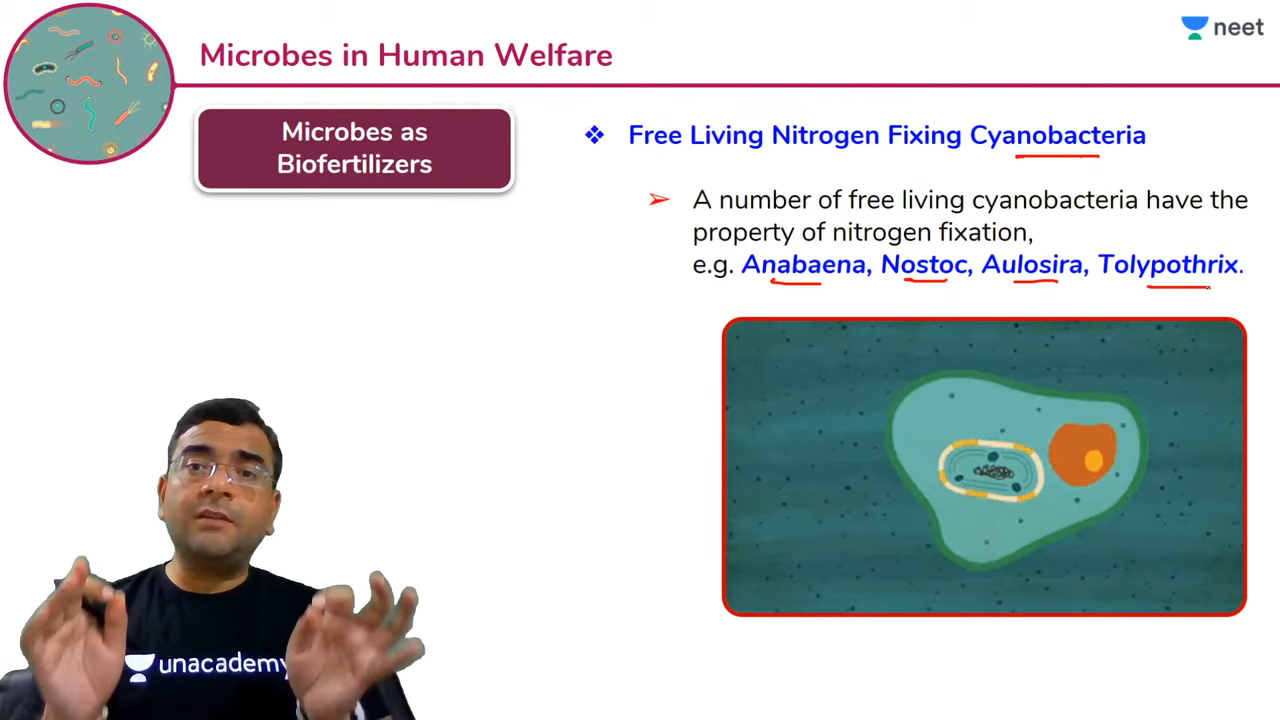 Microbes in Human Welfare
neet
Microbes as
Biofertilizers
❖ Free Living Nitrogen Fixing Cyanobacteria
➢ A number of free living cyanobacteria have the
property of nitrogen fixation,
e.g. Anabaena, Nostoc, Aulosira, Tolypothrix.
unacademy